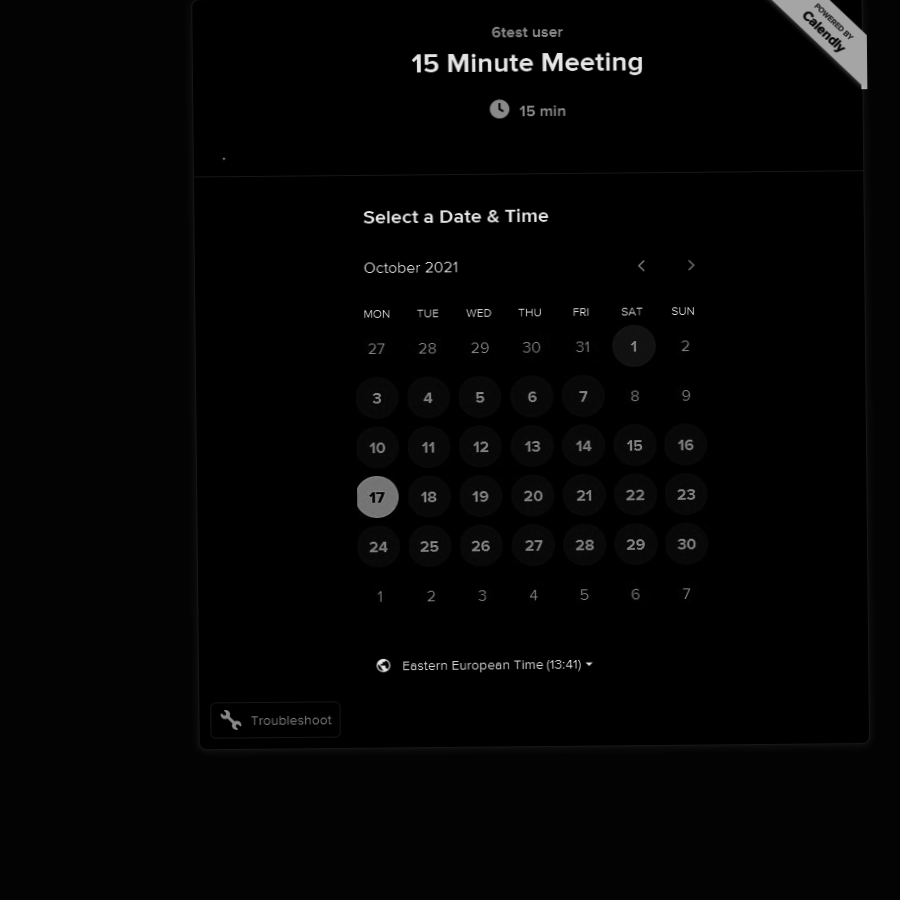 POWERED BY
Calendly
6test user
15 Minute Meeting
15 min
.
Select a Date & Time
October 2021
MON TUE WED THU FRI SAT SUN
27 28 29 30 31 1 2
3 4 5 6 7 8 9
10 11 12 13 14 15 16
17 18 19 20 21 22 23
24 25 26 27 28 29 30
1 2 3 4 5 6 7
Eastern European Time (13:41)
Troubleshoot